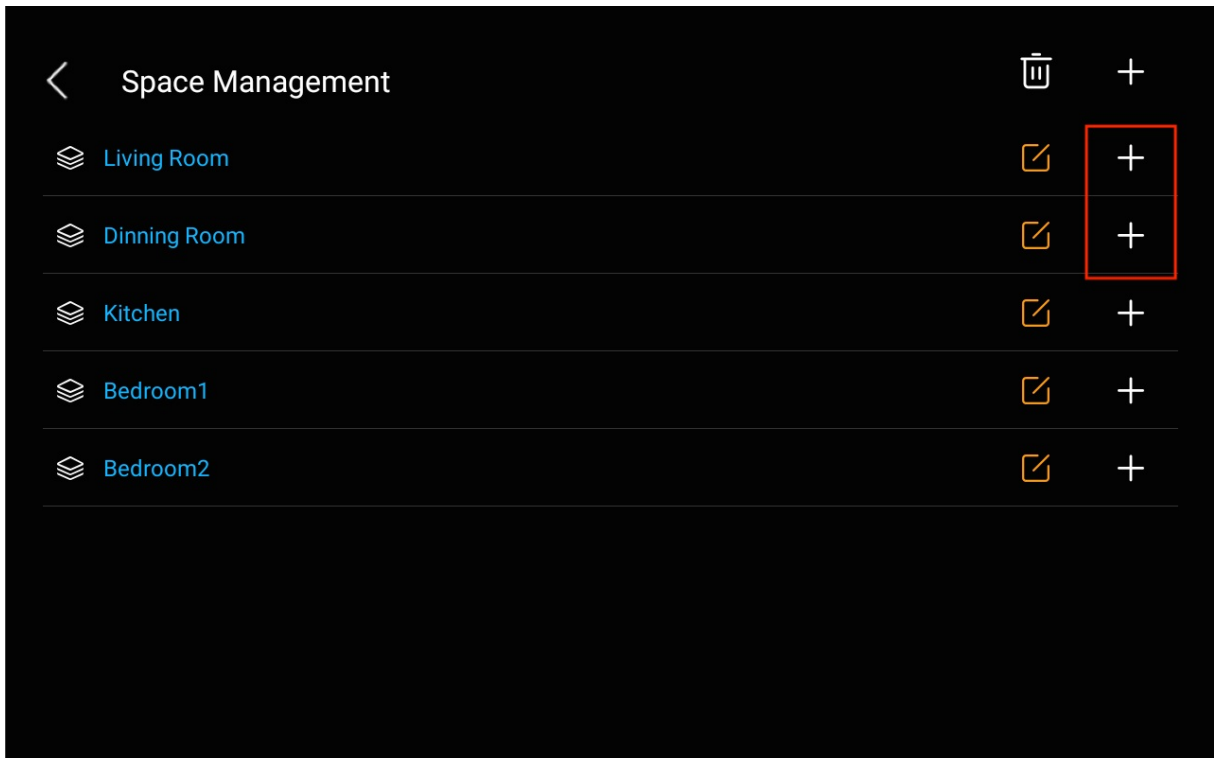 Space Management
Living Room
Dinning Room
Kitchen
Bedroom1
Bedroom2